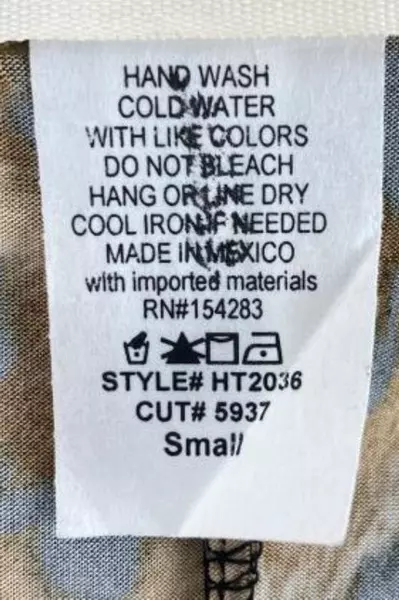 HAND WASH
COLD WATER
WITH LIKE COLORS
DO NOT BLEACH
HANG OR LINE DRY
COOL IRON IF NEEDED
MADE IN MEXICO
with imported materials
RN#154283
STYLE# HT2036
CUT# 5937
Small